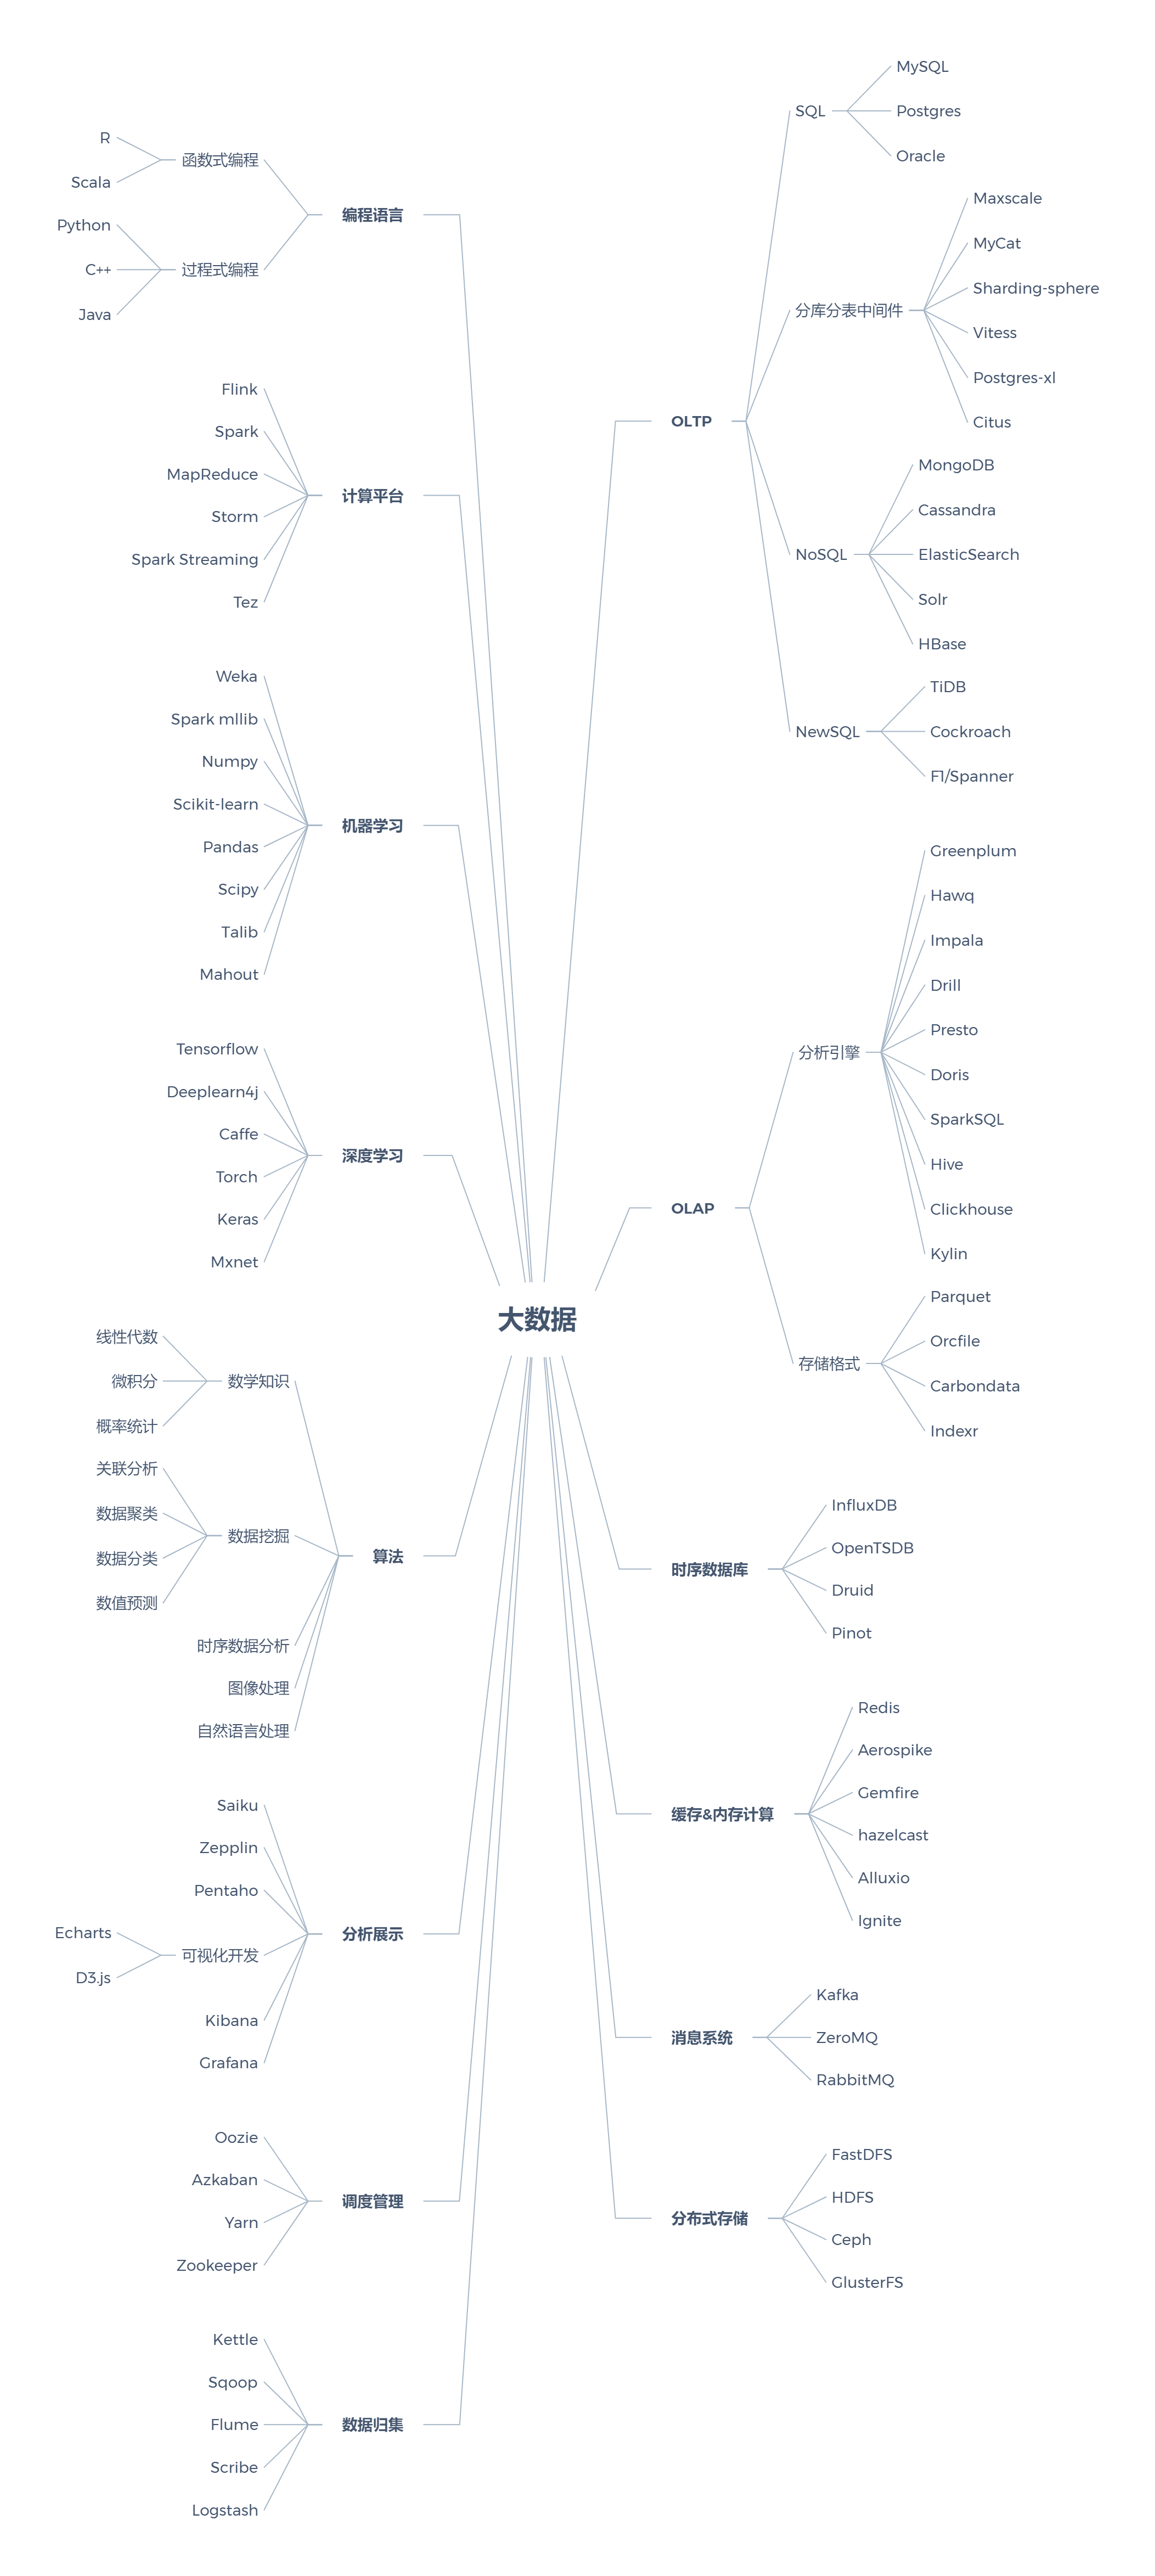 大数据
编程语言
函数式编程
R
Scala
过程式编程
Python
C++
Java
计算平台
Flink
Spark
MapReduce
Storm
Spark Streaming
Tez
机器学习
Weka
Spark mllib
Numpy
Scikit-learn
Pandas
Scipy
Talib
Mahout
深度学习
Tensorflow
Deeplearn4j
Caffe
Torch
Keras
Mxnet
算法
数学知识
线性代数
微积分
概率统计
数据挖掘
关联分析
数据聚类
数据分类
数值预测
时序数据分析
图像处理
自然语言处理
分析展示
Saiku
Zepplin
Pentaho
可视化开发
Echarts
D3.js
Kibana
Grafana
调度管理
Oozie
Azkaban
Yarn
Zookeeper
数据归集
Kettle
Sqoop
Flume
Scribe
Logstash
OLTP
SQL
MySQL
Postgres
Oracle
分库分表中间件
Maxscale
MyCat
Sharding-sphere
Vitess
Postgres-xl
Citus
NoSQL
MongoDB
Cassandra
ElasticSearch
Solr
HBase
NewSQL
TiDB
Cockroach
F1/Spanner
OLAP
分析引擎
Greenplum
Hawq
Impala
Drill
Presto
Doris
SparkSQL
Hive
Clickhouse
Kylin
存储格式
Parquet
Orcfile
Carbondata
Indexr
时序数据库
InfluxDB
OpenTSDB
Druid
Pinot
缓存&内存计算
Redis
Aerospike
Gemfire
hazelcast
Alluxio
Ignite
消息系统
Kafka
ZeroMQ
RabbitMQ
分布式存储
FastDFS
HDFS
Ceph
GlusterFS